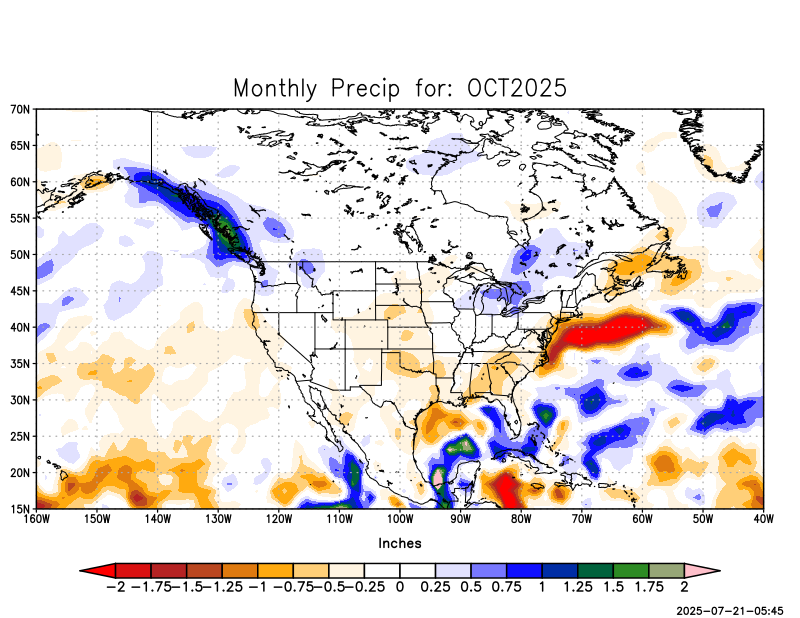 Monthly Precip for: OCT2025
70N
65N
60N
55N
50N
45N
40N
35N
30N
25N
20N
15N
160W 150W 140W 130W 120W 110W 100W 90W 80W 70W 60W 50W 40W
Inches
-2 -1.75 -1.5 -1.25 -1 -0.75 -0.5 -0.25 0 0.25 0.5 0.75 1 1.25 1.5 1.75 2
2025-07-21-05:45